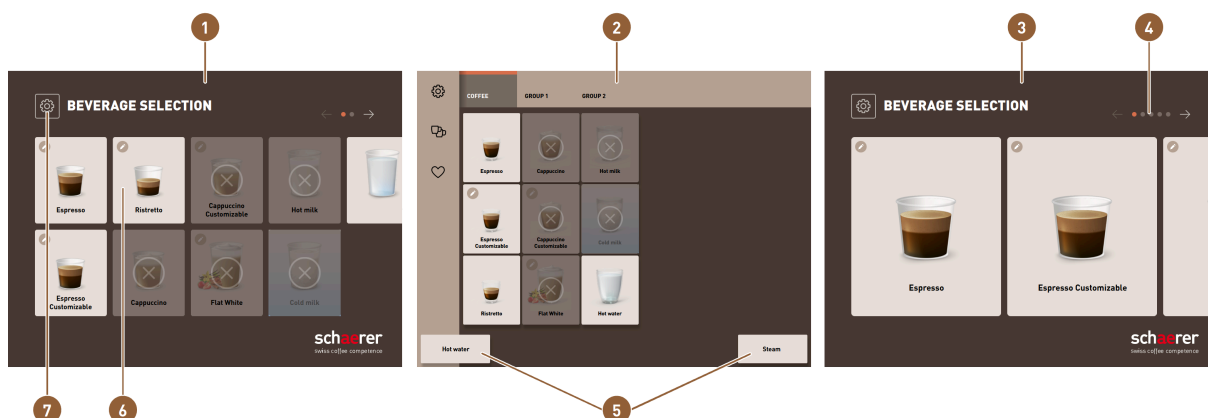 1
2
3
4
BEVERAGE SELECTION
Espresso
Ristretto
Cappuccino
Customizable
Hot milk
Espresso
Customizable
Cappuccino
Flat White
Cold milk
schaerer
swiss coffee competence
COFFEE
GROUP 1
GROUP 2
Espresso
Cappuccino
Hot milk
Espresso
Customizable
Cappuccino
Customizable
Cold milk
Ristretto
Flat White
Hot water
Hot water
Steam
BEVERAGE SELECTION
Espresso
Espresso Customizable
schaerer
swiss coffee competence
7
6
5